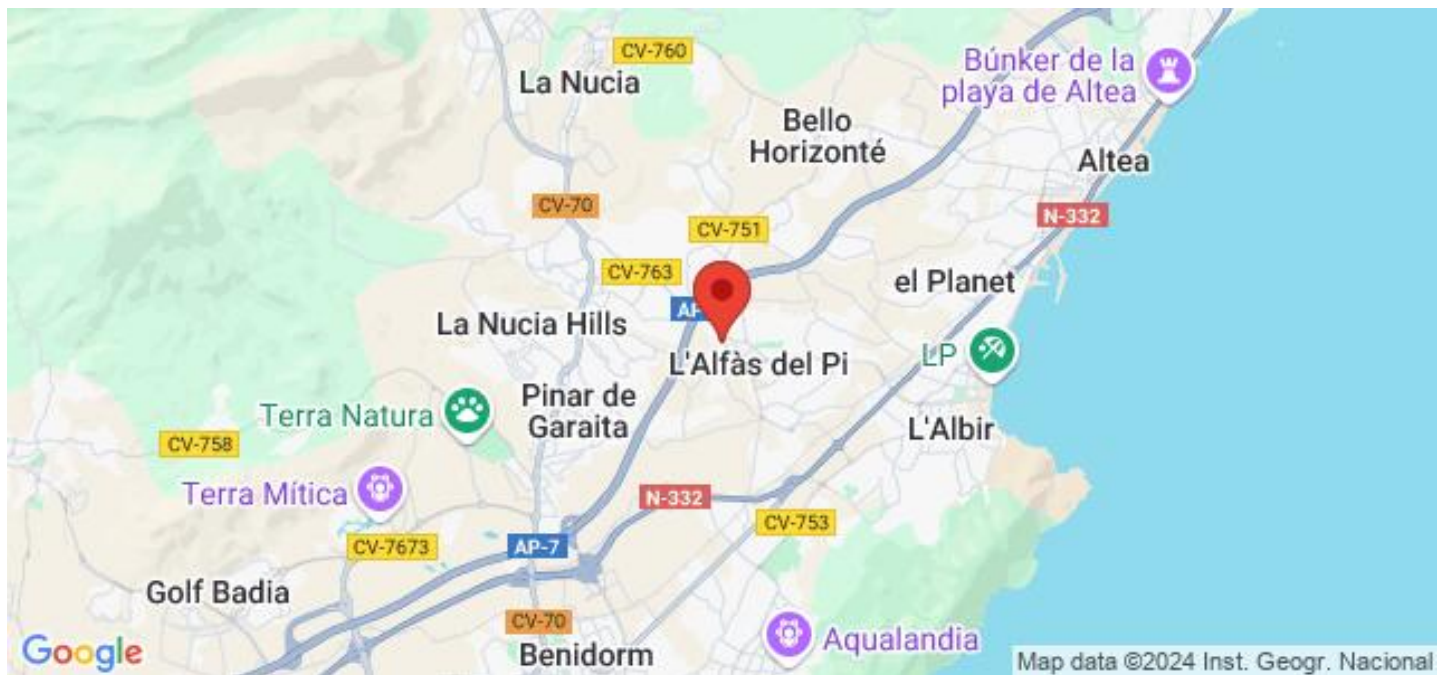 CV-760
La Nucia
Búnker de la
playa de Altea
Bello
Horizonté
Altea
CV-70
N-332
CV-751
CV-763
el Planet
AP
La Nucia Hills
L'Alfàs del Pi
LP
Pinar de
Garaita
Terra Natura
L'Albir
CV-758
Terra Mítica
N-332
CV-753
CV-7673
AP-7
Golf Badia
CV-70
Benidorm
Aqualandia
Google
Map data ©2024 Inst. Geogr. Nacional